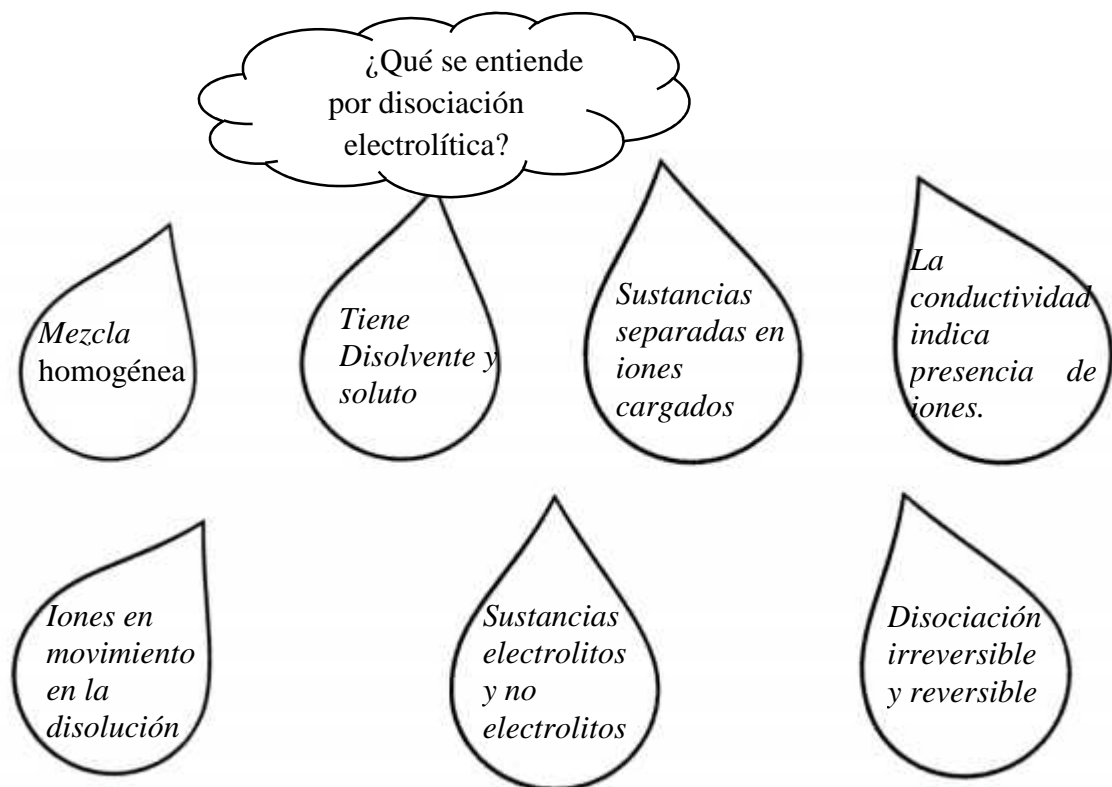 ¿Qué se entiende
por disociación
electrolítica?
Mezcla
homogénea
Tiene
Disolvente y
soluto
Sustancias
separadas en
iones
cargados
La
conductividad
indica
presencia de
iones.
Iones en
movimiento
en la
disolución
Sustancias
electrolitos
y no
electrolitos
Disociación
irreversible
y reversible